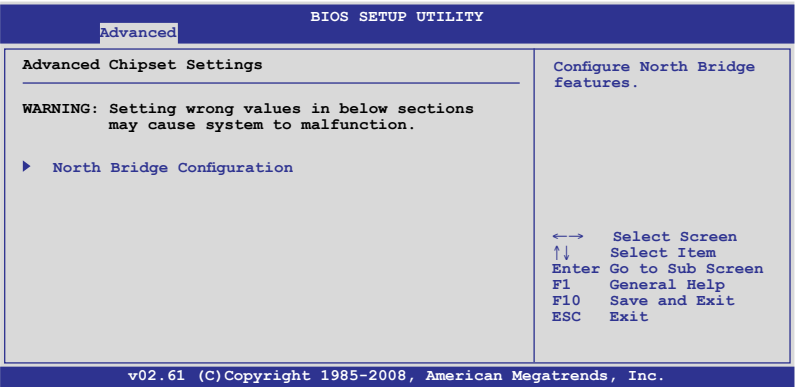 BIOS SETUP UTILITY
Advanced
Advanced Chipset Settings
WARNING: Setting wrong values in below sections
may cause system to malfunction.
North Bridge Configuration
Configure North Bridge
features.
←→ Select Screen
↑↓ Select Item
Enter Go to Sub Screen
F1 General Help
F10 Save and Exit
ESC Exit
v02.61 (C)Copyright 1985-2008, American Megatrends, Inc.